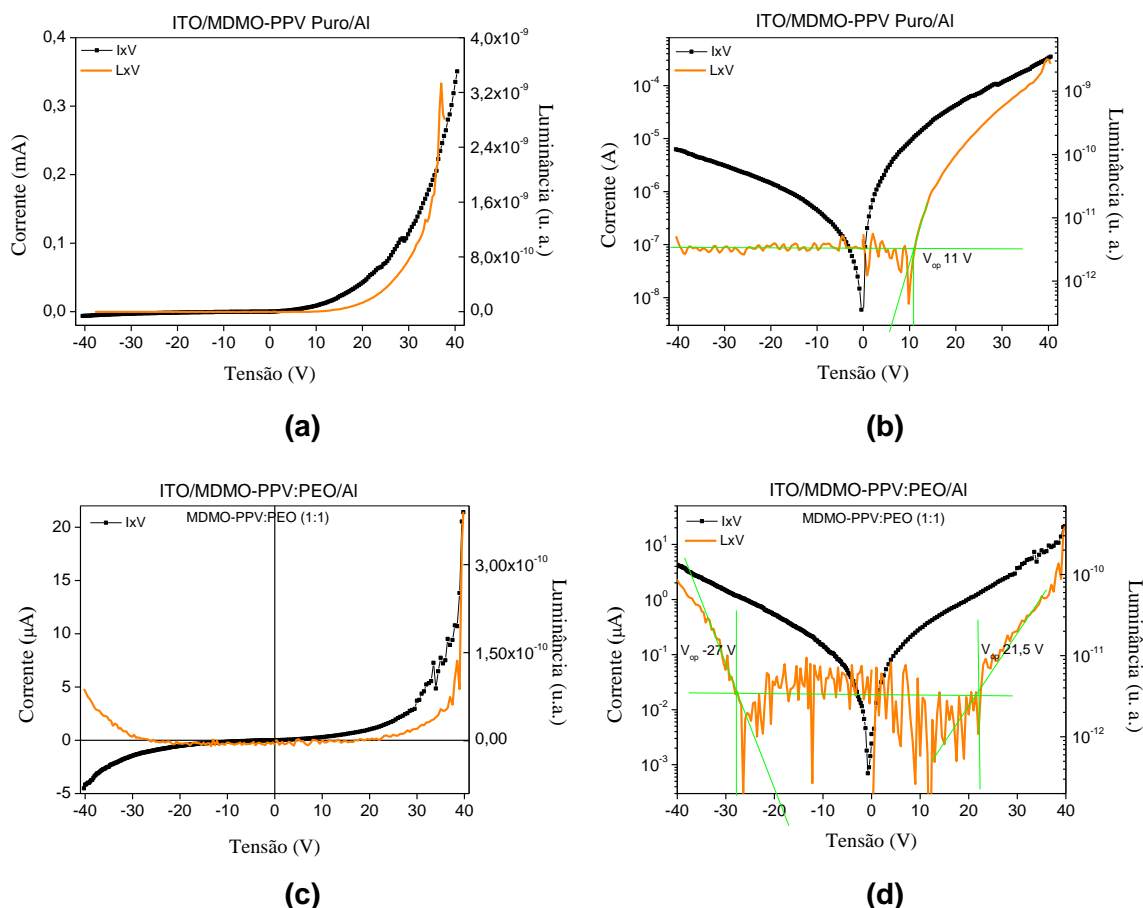 ITO/MDMO-PPV Puro/Al
0,4
0,3
0,2
0,1
0,0
Corrente (mA)
IxV
LxV
4,0x10⁻⁹
3,2x10⁻⁹
2,4x10⁻⁹
1,6x10⁻⁹
8,0x10⁻¹⁰
0,0
Luminância (u. a.)
-40 -30 -20 -10 0 10 20 30 40
Tensão (V)
(a)
ITO/MDMO-PPV Puro/Al
10⁻⁴
10⁻⁵
10⁻⁶
10⁻⁷
10⁻⁸
Corrente (A)
IxV
LxV
Vop 11 V
10⁻⁹
10⁻¹⁰
10⁻¹¹
10⁻¹²
Luminância (u. a.)
-40 -30 -20 -10 0 10 20 30 40
Tensão (V)
(b)
ITO/MDMO-PPV:PEO/Al
MDMO-PPV:PEO (1:1)
IxV
20
15
10
5
0
-5
Corrente (µA)
3,00x10⁻¹⁰
1,50x10⁻¹⁰
0,00
Luminância (u.a.)
-40 -30 -20 -10 0 10 20 30 40
Tensão (V)
(c)
ITO/MDMO-PPV:PEO/Al
MDMO-PPV:PEO (1:1)
IxV
LxV
10¹
10⁰
10⁻¹
10⁻²
10⁻³
Corrente (µA)
Vop -27 V
Vop 21,5 V
10⁻¹⁰
10⁻¹¹
10⁻¹²
Luminância (u. a.)
-40 -30 -20 -10 0 10 20 30 40
Tensão (V)
(d)